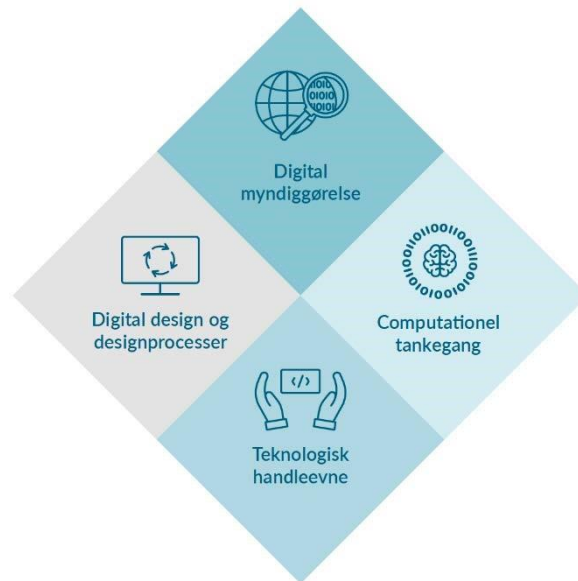 Digital
myndiggørelse
Digital design og
designprocesser
Computationel
tankegang
Teknologisk
handleevne